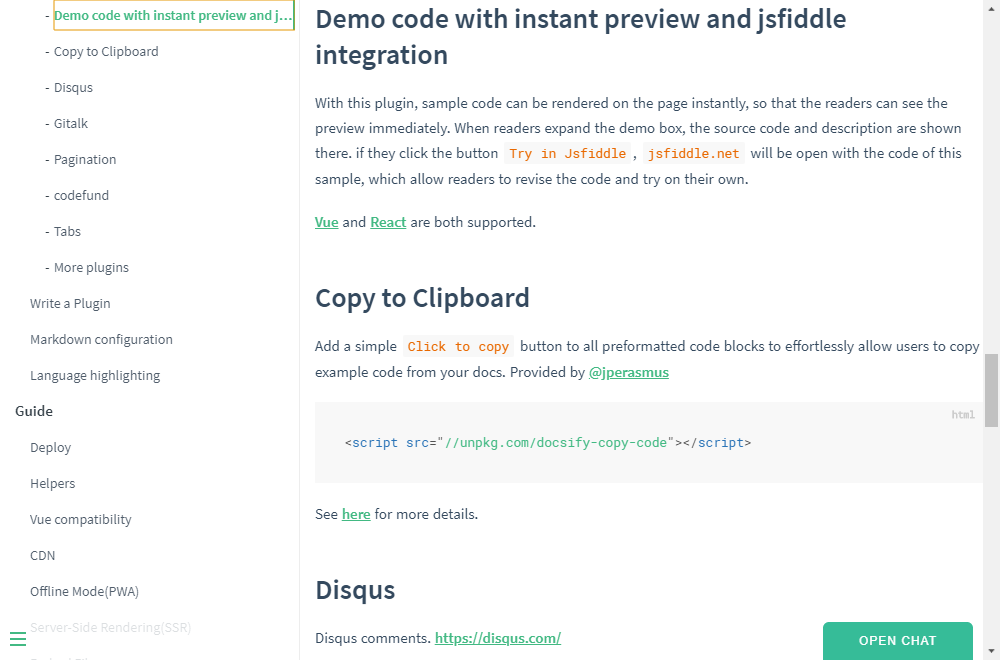 - Demo code with instant preview and j…
- Copy to Clipboard
- Disqus
- Gitalk
- Pagination
- codefund
- Tabs
- More plugins
Write a Plugin
Markdown configuration
Language highlighting
Guide
Deploy
Helpers
Vue compatibility
CDN
Offline Mode(PWA)
Server-Side Rendering(SSR)
Demo code with instant preview and jsfiddle
integration
With this plugin, sample code can be rendered on the page instantly, so that the readers can see the
preview immediately. When readers expand the demo box, the source code and description are shown
there. if they click the button Try in Jsfiddle , jsfiddle.net will be open with the code of this
sample, which allow readers to revise the code and try on their own.
Vue and React are both supported.
Copy to Clipboard
Add a simple Click to copy button to all preformatted code blocks to effortlessly allow users to copy
example code from your docs. Provided by @jperasmus
html
<script src="//unpkg.com/docsify-copy-code"></script>
See here for more details.
Disqus
Disqus comments. https://disqus.com/
OPEN CHAT